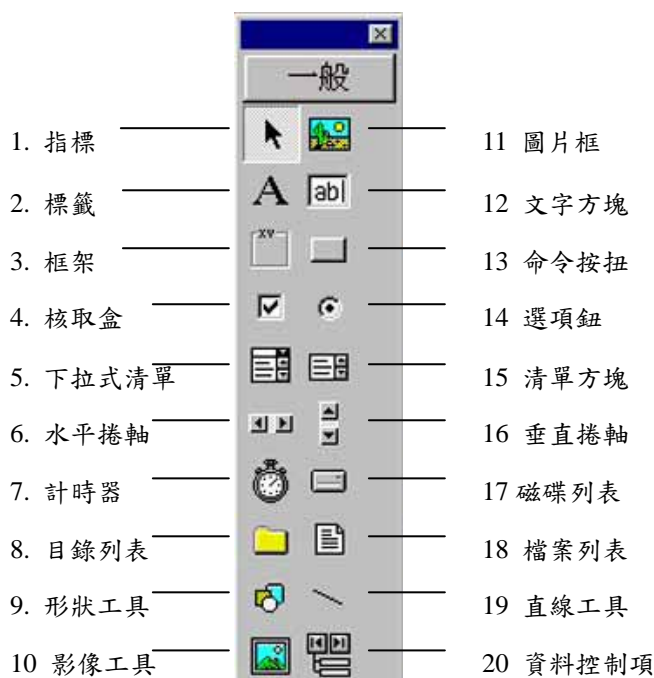 一般
1. 指標
2. 標籤
3. 框架
4. 核取盒
5. 下拉式清單
6. 水平捲軸
7. 計時器
8. 目錄列表
9. 形狀工具
10 影像工具
A
ab
xv
11 圖片框
12 文字方塊
13 命令按扭
14 選項鈕
15 清單方塊
16 垂直捲軸
17 磁碟列表
18 檔案列表
19 直線工具
20 資料控制項